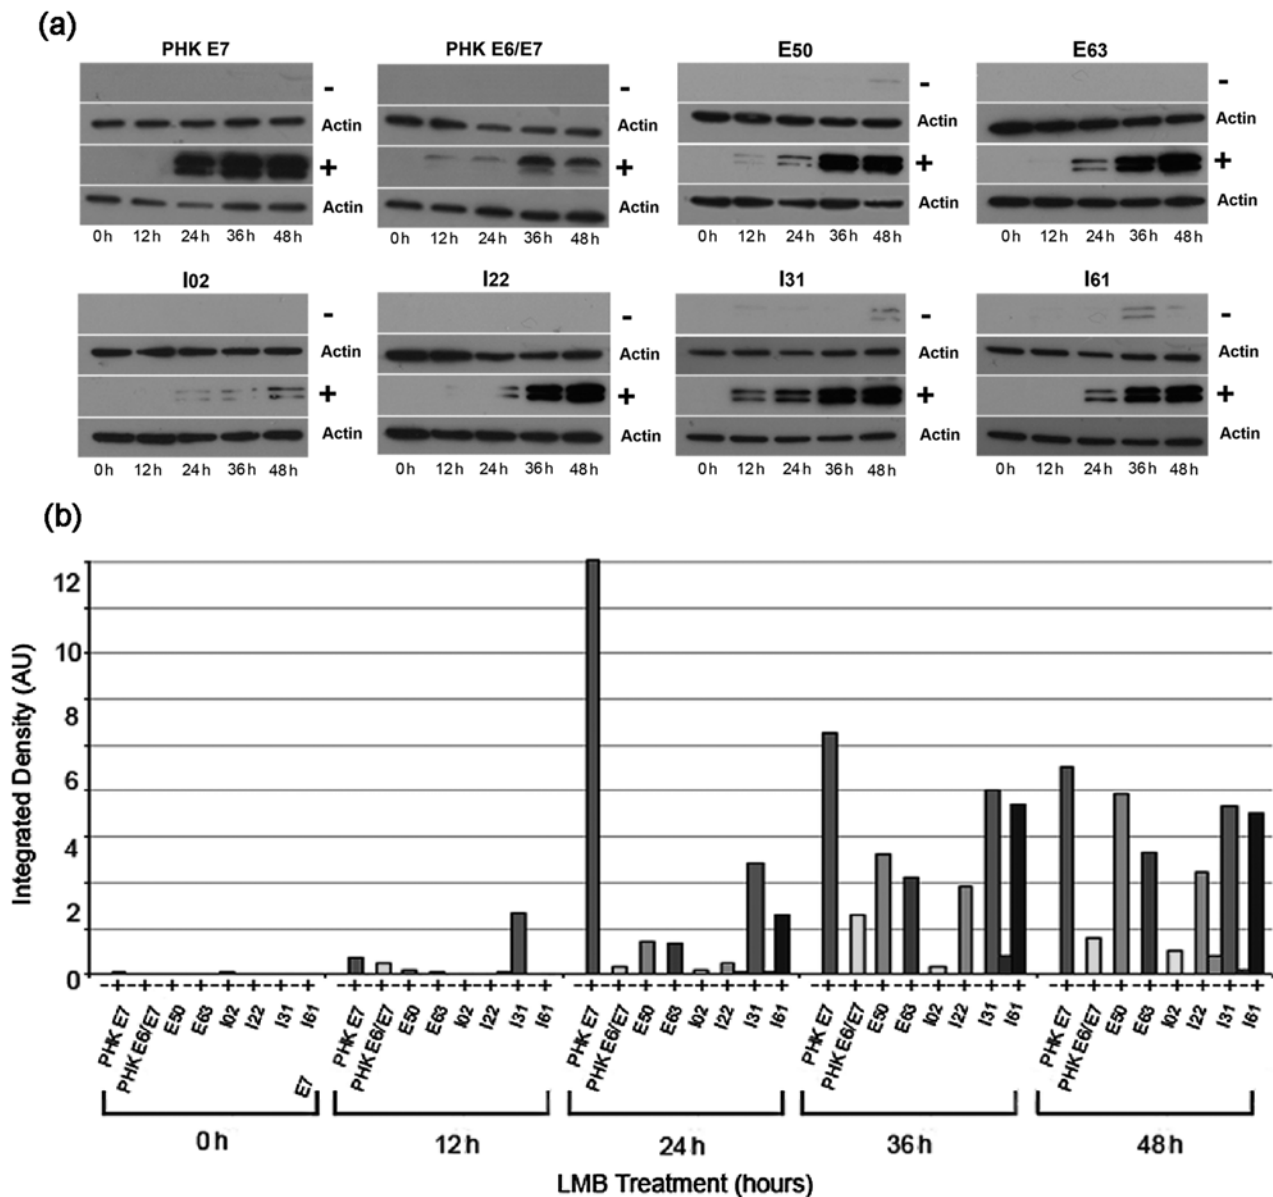 (a)
PHK E7 PHK E6/E7 E50 E63
- - - -
Actin Actin Actin Actin
+ + + +
Actin Actin Actin Actin
0h 12h 24h 36h 48h 0h 12h 24h 36h 48h 0h 12h 24h 36h 48h 0h 12h 24h 36h 48h
I02 I22 I31 I61
- - - -
Actin Actin Actin Actin
+ + + +
Actin Actin Actin Actin
0h 12h 24h 36h 48h 0h 12h 24h 36h 48h 0h 12h 24h 36h 48h 0h 12h 24h 36h 48h
(b)
Integrated Density (AU)
12
10
8
6
4
2
0
-+-+-+-+-+-+-+-+ -+-+-+-+-+-+-+-+ -+-+-+-+-+-+-+-+ -+-+-+-+-+-+-+-+ -+-+-+-+-+-+-+-+
PHK E7 PHK E6/E7 E50 E63 I02 I22 I31 I61 PHK E7 PHK E6/E7 E50 E63 I02 I22 I31 I61 PHK E7 PHK E6/E7 E50 E63 I02 I22 I31 I61 PHK E7 PHK E6/E7 E50 E63 I02 I22 I31 I61 PHK E7 PHK E6/E7 E50 E63 I02 I22 I31 I61
E7
0h 12h 24h 36h 48h
LMB Treatment (hours)